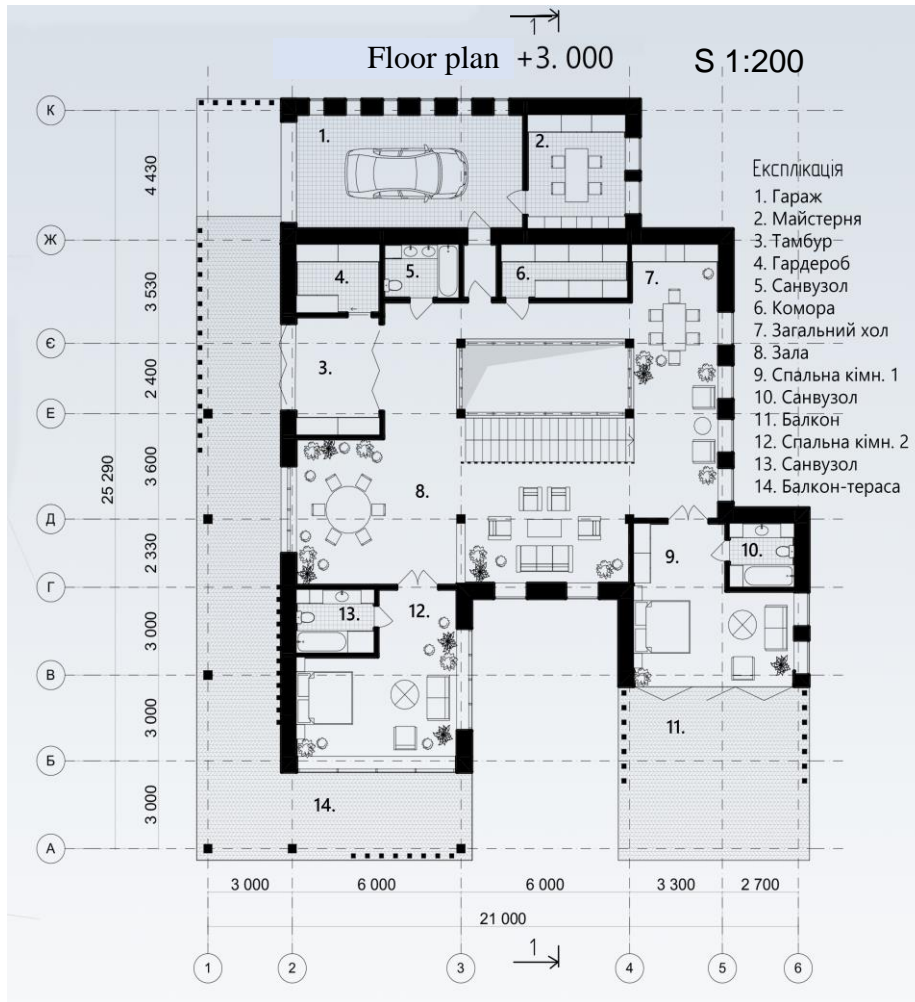 1
Floor plan +3.000 S 1:200
К
Ж
Є
Е
Д
Г
В
Б
А
4 430
3 530
2 400
3 600
2 330
3 000
3 000
3 000
25 290
1.
2.
3.
4.
5.
6.
7.
8.
9.
10.
11.
12.
13.
14.
Експлікація
1. Гараж
2. Майстерня
3. Тамбур
4. Гардероб
5. Санвузол
6. Комора
7. Загальний хол
8. Зала
9. Спальна кімн. 1
10. Санвузол
11. Балкон
12. Спальна кімн. 2
13. Санвузол
14. Балкон-тераса
3 000 6 000 6 000 3 300 2 700
21 000
1
1 2 3 4 5 6